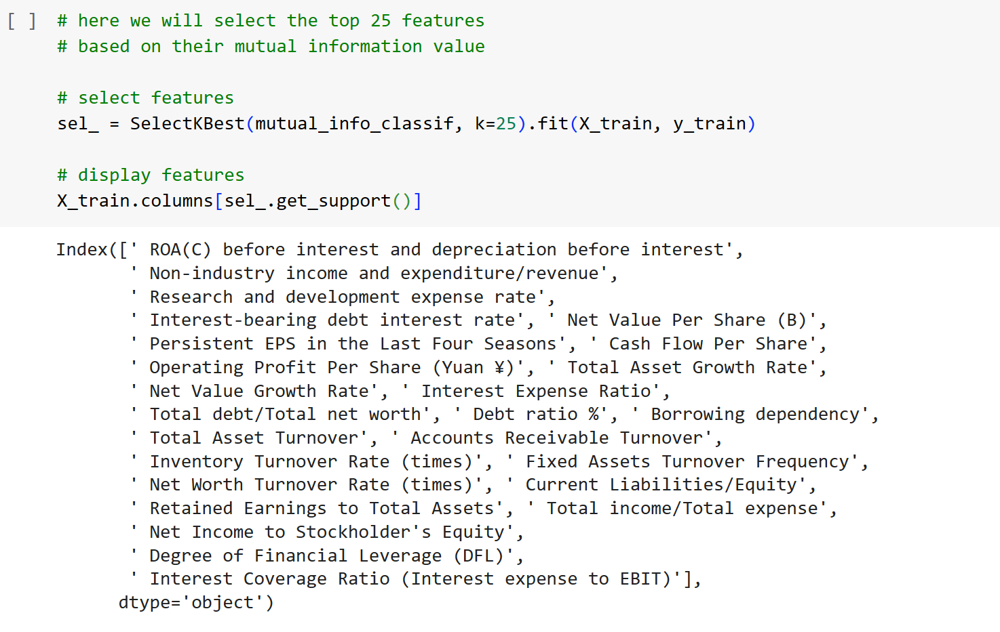 [ ] # here we will select the top 25 features
# based on their mutual information value
# select features
sel_ = SelectKBest(mutual_info_classif, k=25).fit(X_train, y_train)
# display features
X_train.columns[sel_.get_support()]
Index([' ROA(C) before interest and depreciation before interest',
' Non-industry income and expenditure/revenue',
' Research and development expense rate',
' Interest-bearing debt interest rate', ' Net Value Per Share (B)',
' Persistent EPS in the Last Four Seasons', ' Cash Flow Per Share',
' Operating Profit Per Share (Yuan ¥)', ' Total Asset Growth Rate',
' Net Value Growth Rate', ' Interest Expense Ratio',
' Total debt/Total net worth', ' Debt ratio %', ' Borrowing dependency',
' Total Asset Turnover', ' Accounts Receivable Turnover',
' Inventory Turnover Rate (times)', ' Fixed Assets Turnover Frequency',
' Net Worth Turnover Rate (times)', ' Current Liabilities/Equity',
' Retained Earnings to Total Assets', ' Total income/Total expense',
' Net Income to Stockholder's Equity',
' Degree of Financial Leverage (DFL)',
' Interest Coverage Ratio (Interest expense to EBIT)'],
dtype='object')